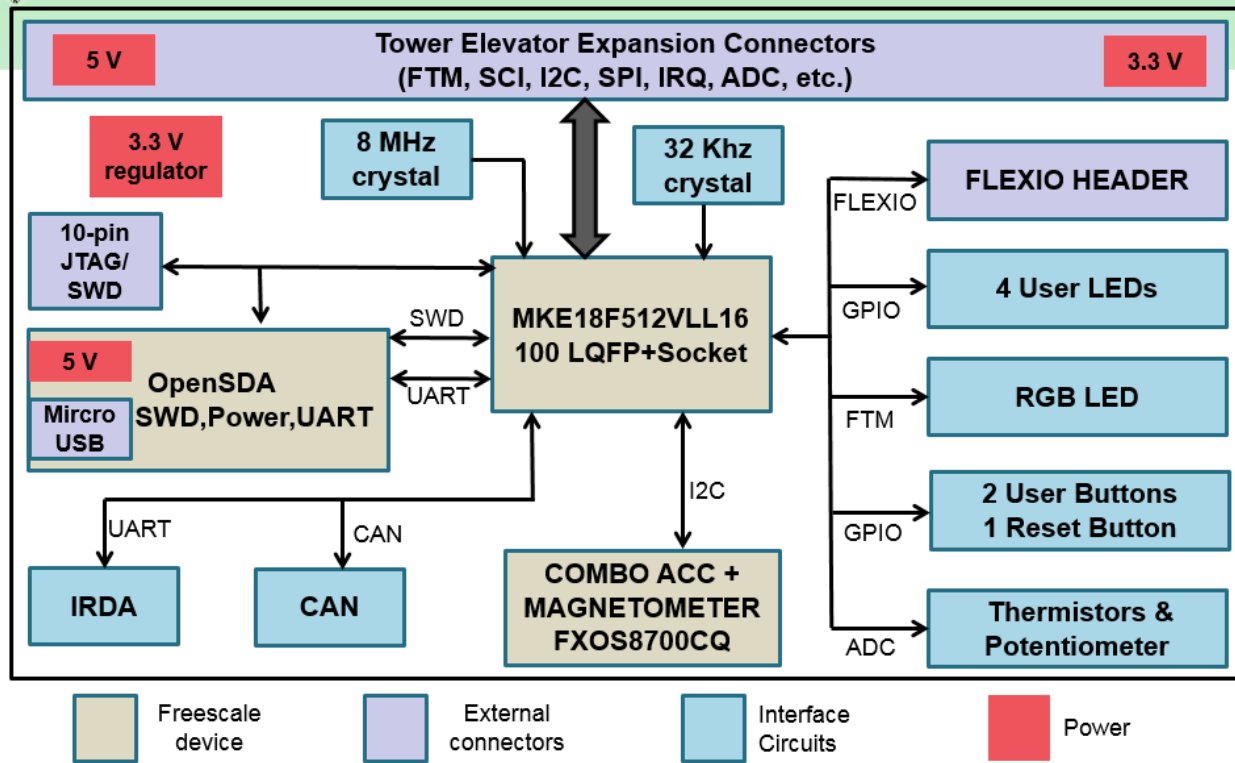 Tower Elevator Expansion Connectors
(FTM, SCI, I2C, SPI, IRQ, ADC, etc.)
5 V
3.3 V
3.3 V
regulator
8 MHz
crystal
32 Khz
crystal
10-pin
JTAG/
SWD
MKE18F512VLL16
100 LQFP+Socket
SWD
UART
5 V
OpenSDA
SWD,Power,UART
Mircro
USB
FLEXIO HEADER
FLEXIO
4 User LEDs
GPIO
RGB LED
FTM
2 User Buttons
1 Reset Button
GPIO
Thermistors &
Potentiometer
ADC
UART
CAN
I2C
IRDA
CAN
COMBO ACC +
MAGNETOMETER
FXOS8700CQ
Freescale
device
External
connectors
Interface
Circuits
Power